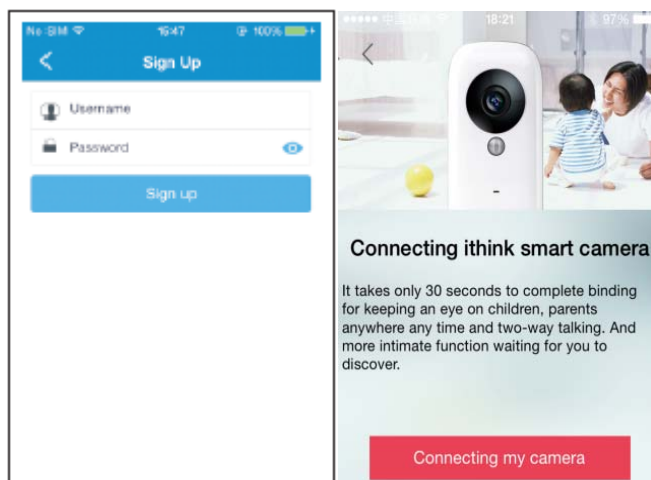 No SIM 16:47 100%
Sign Up
Username
Password
Sign up
18:21 97%
Connecting ithink smart camera
It takes only 30 seconds to complete binding
for keeping an eye on children, parents
anywhere any time and two-way talking. And
more intimate function waiting for you to
discover.
Connecting my camera